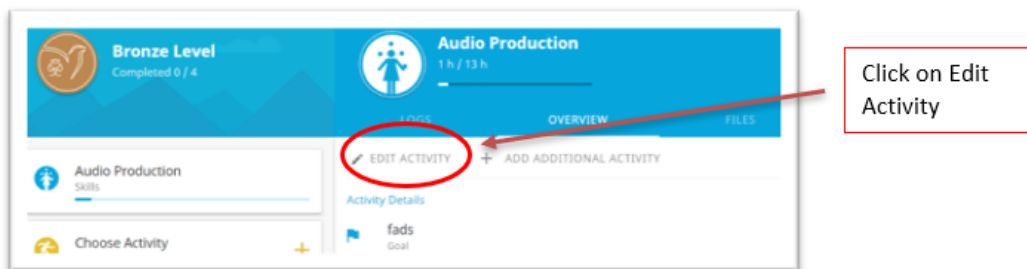 Bronze Level
Completed 0 / 4
Audio Production
1 h / 13 h
LOGS
OVERVIEW
FILES
EDIT ACTIVITY
+ ADD ADDITIONAL ACTIVITY
Audio Production
Skills
Activity Details
fads
Goal
Choose Activity
+
Click on Edit
Activity